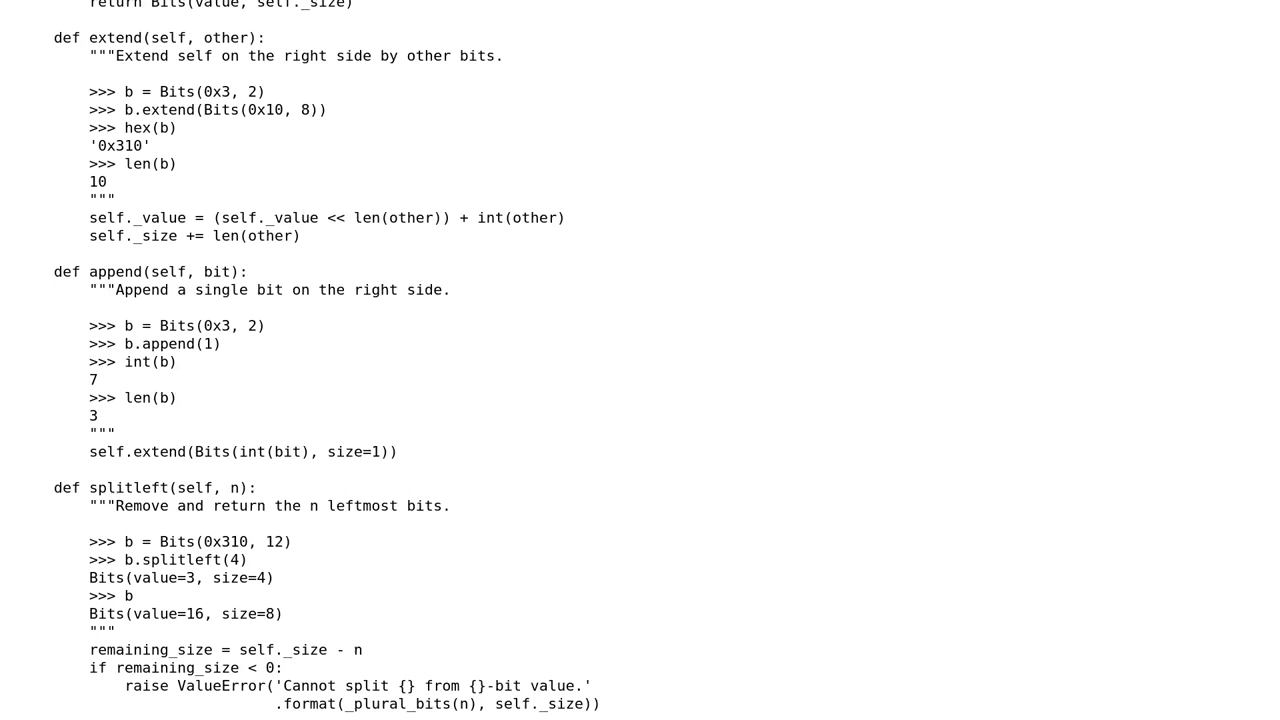 return Bits(value, self._size)

    def extend(self, other):
        """Extend self on the right side by other bits.

        >>> b = Bits(0x3, 2)
        >>> b.extend(Bits(0x10, 8))
        >>> hex(b)
        '0x310'
        >>> len(b)
        10
        """
        self._value = (self._value << len(other)) + int(other)
        self._size += len(other)

    def append(self, bit):
        """Append a single bit on the right side.

        >>> b = Bits(0x3, 2)
        >>> b.append(1)
        >>> int(b)
        7
        >>> len(b)
        3
        """
        self.extend(Bits(int(bit), size=1))

    def splitleft(self, n):
        """Remove and return the n leftmost bits.

        >>> b = Bits(0x310, 12)
        >>> b.splitleft(4)
        Bits(value=3, size=4)
        >>> b
        Bits(value=16, size=8)
        """
        remaining_size = self._size - n
        if remaining_size < 0:
            raise ValueError('Cannot split {} from {}-bit value.'
                             .format(_plural_bits(n), self._size))